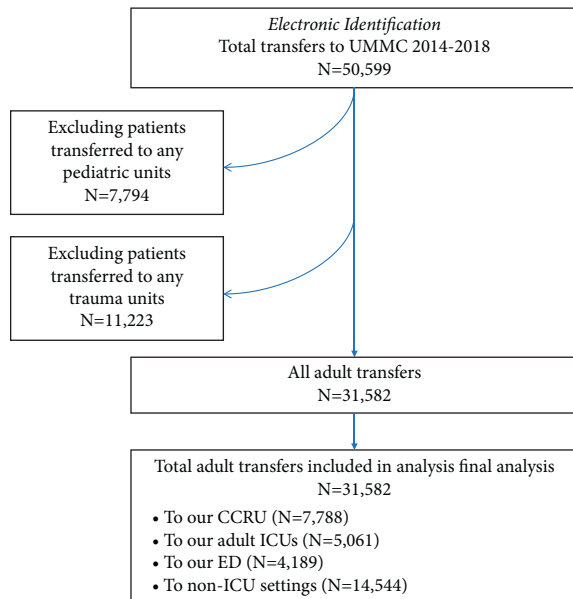 Electronic Identification
Total transfers to UMMC 2014-2018
N=50,599
Excluding patients
transferred to any
pediatric units
N=7,794
Excluding patients
transferred to any
trauma units
N=11,223
All adult transfers
N=31,582
Total adult transfers included in analysis final analysis
N=31,582
• To our CCRU (N=7,788)
• To our adult ICUs (N=5,061)
• To our ED (N=4,189)
• To non-ICU settings (N=14,544)